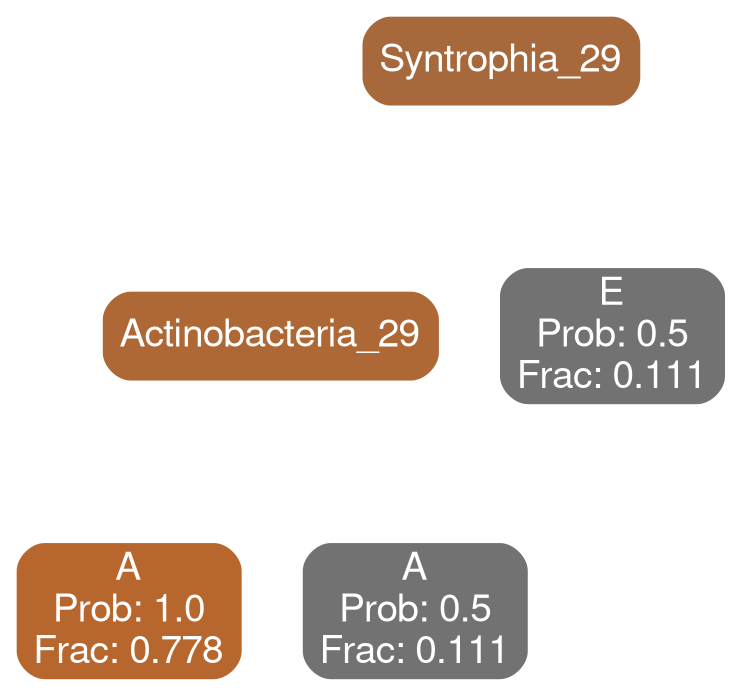 Syntrophia_29
Actinobacteria_29
E
Prob: 0.5
Frac: 0.111
A
Prob: 1.0
Frac: 0.778
A
Prob: 0.5
Frac: 0.111